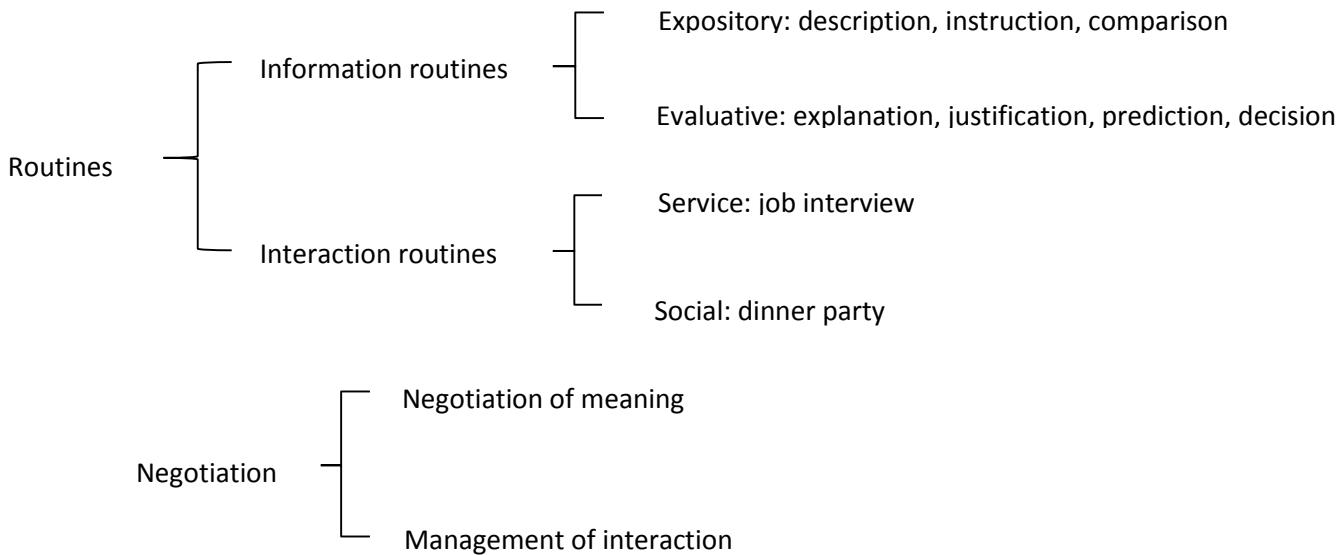 Expository: description, instruction, comparison
Information routines
Evaluative: explanation, justification, prediction, decision
Routines
Service: job interview
Interaction routines
Social: dinner party
Negotiation of meaning
Negotiation
Management of interaction